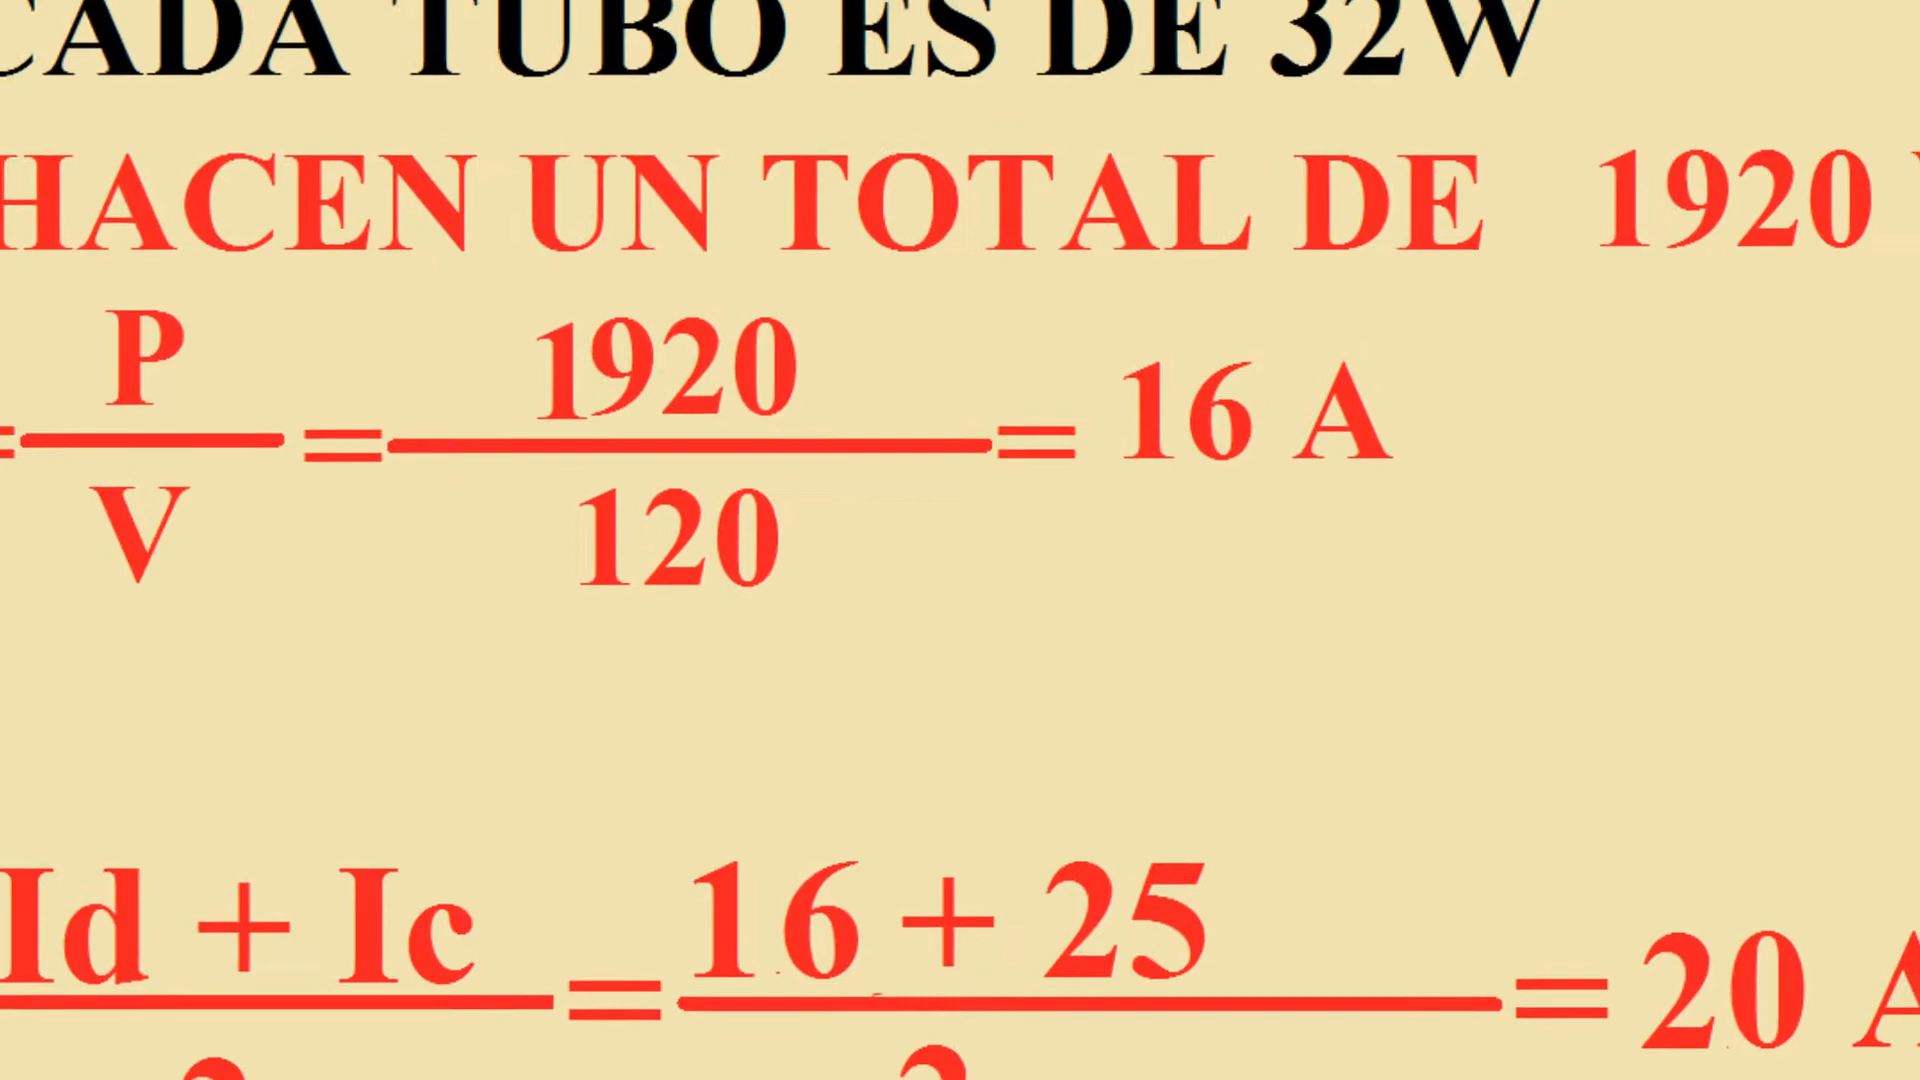 CADA TUBO ES DE 32W
HACEN UN TOTAL DE 1920
= P = 1920 = 16 A
V 120
Id + Ic = 16 + 25 = 20 A